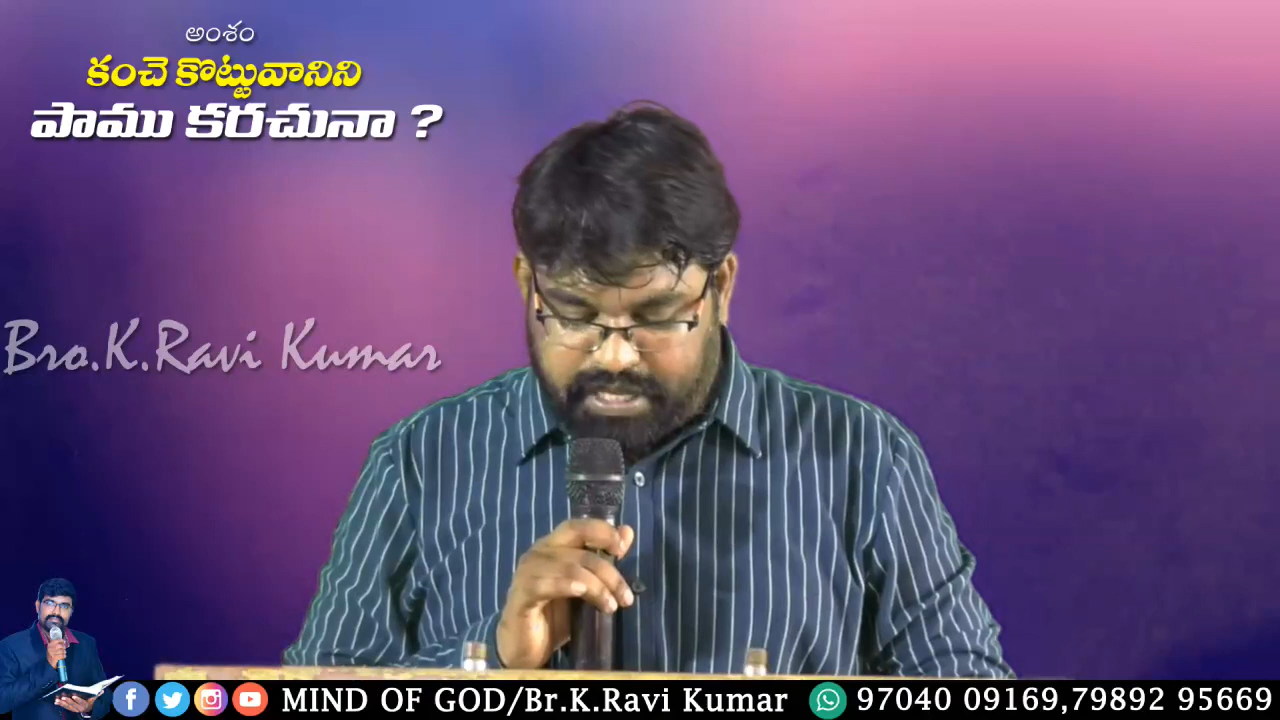 అంశం
కంచె కొట్టువానిని
పాము కరచునా ?
Bro.K.Ravi Kumar
MIND OF GOD/Br.K.Ravi Kumar 97040 09169,79892 95669